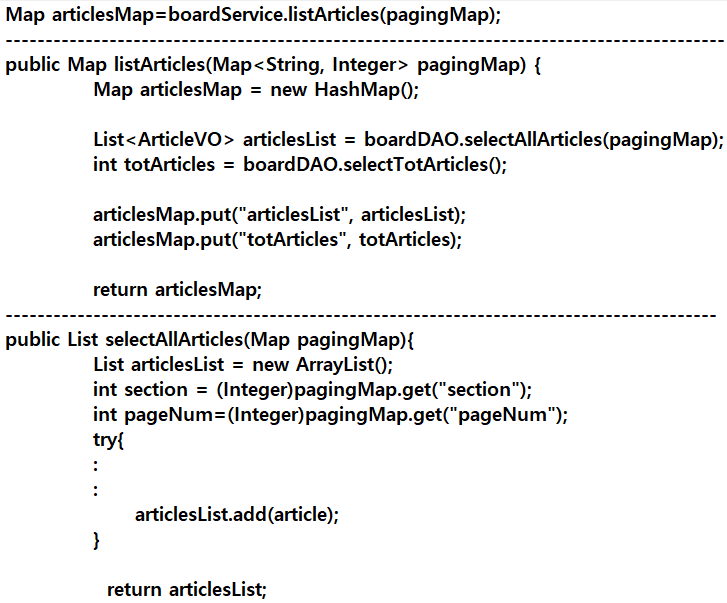 Map articlesMap=boardService.listArticles(pagingMap);
------------------------------------------------------------------------------------------
public Map listArticles(Map<String, Integer> pagingMap) {
Map articlesMap = new HashMap();
List<ArticleVO> articlesList = boardDAO.selectAllArticles(pagingMap);
int totArticles = boardDAO.selectTotArticles();
articlesMap.put("articlesList", articlesList);
articlesMap.put("totArticles", totArticles);
return articlesMap;
-----------------------------------------------------------------------------------------
public List selectAllArticles(Map pagingMap){
List articlesList = new ArrayList();
int section = (Integer)pagingMap.get("section");
int pageNum=(Integer)pagingMap.get("pageNum");
try{
:
:
articlesList.add(article);
}
return articlesList;